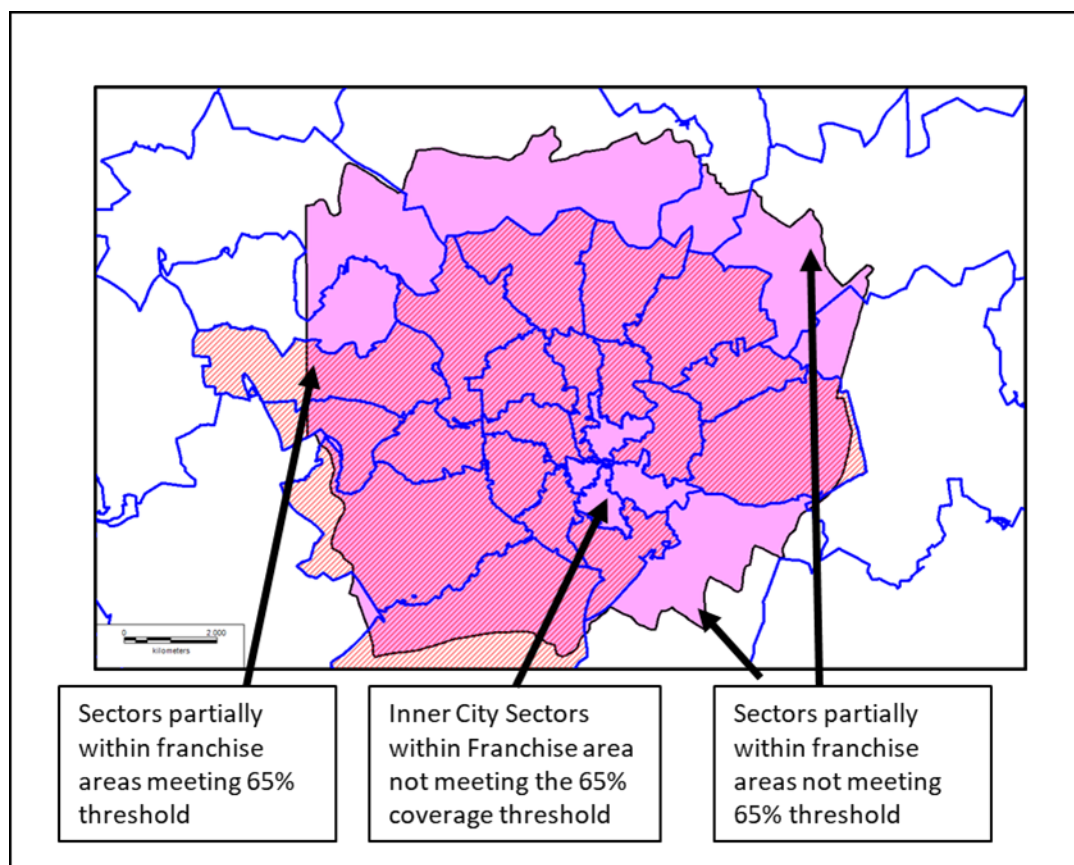 0 2.000
kilometers
Sectors partially
within franchise
areas meeting 65%
threshold
Inner City Sectors
within Franchise area
not meeting the 65%
coverage threshold
Sectors partially
within franchise
areas not meeting
65% threshold